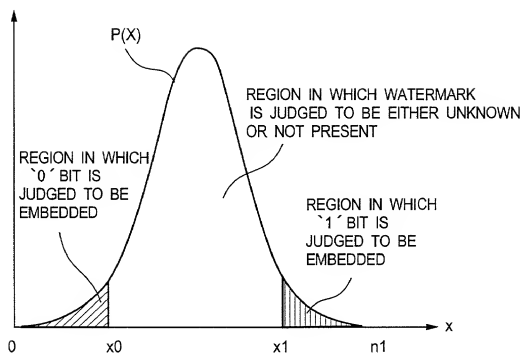 P(X)
REGION IN WHICH WATERMARK
IS JUDGED TO BE EITHER UNKNOWN
OR NOT PRESENT
REGION IN WHICH
`0´ BIT IS
JUDGED TO BE
EMBEDDED
REGION IN WHICH
`1´ BIT IS
JUDGED TO BE
EMBEDDED
x
0 x0 x1 n1